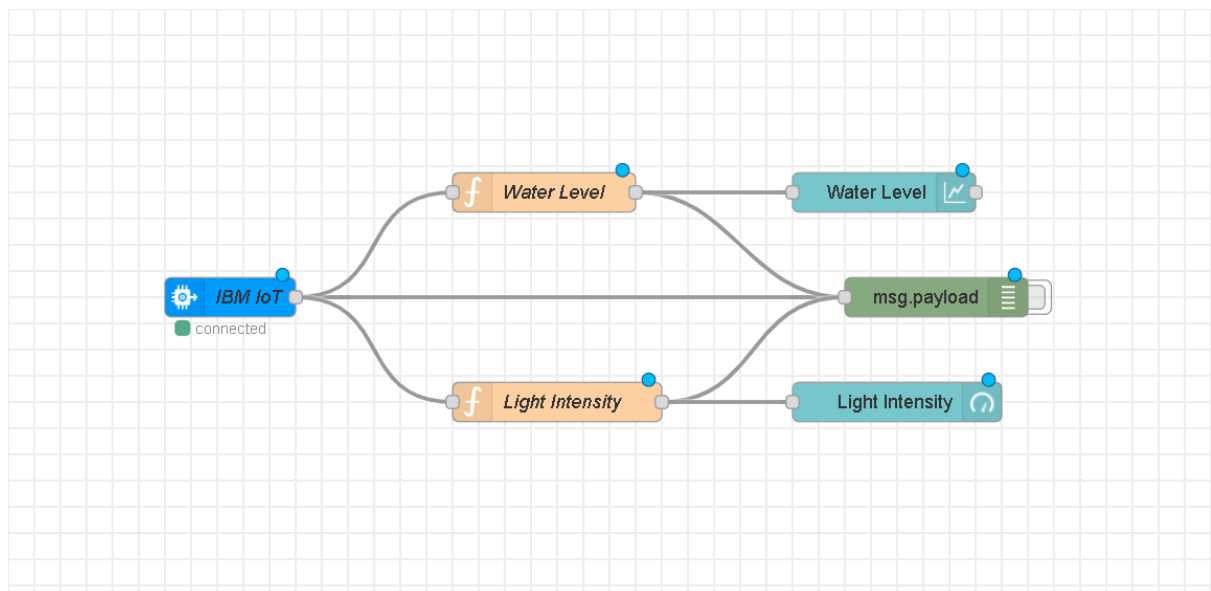 Water Level
Water Level
IBM IoT
msg.payload
connected
Light Intensity
Light Intensity